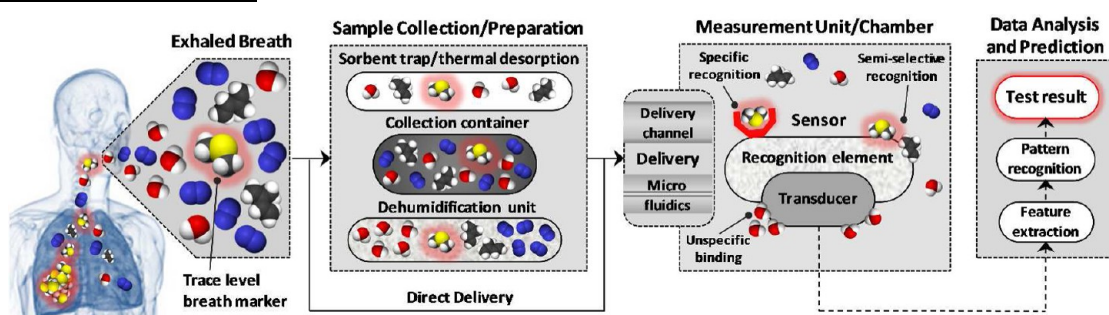 Exhaled Breath
Trace level
breath marker
Sample Collection/Preparation
Sorbent trap/thermal desorption
Collection container
Dehumidification unit
Direct Delivery
Measurement Unit/Chamber
Specific
recognition
Semi-selective
recognition
Delivery
channel
Delivery
Micro
fluidics
Sensor
Recognition element
Transducer
Unspecific
binding
Data Analysis
and Prediction
Test result
Pattern
recognition
Feature
extraction